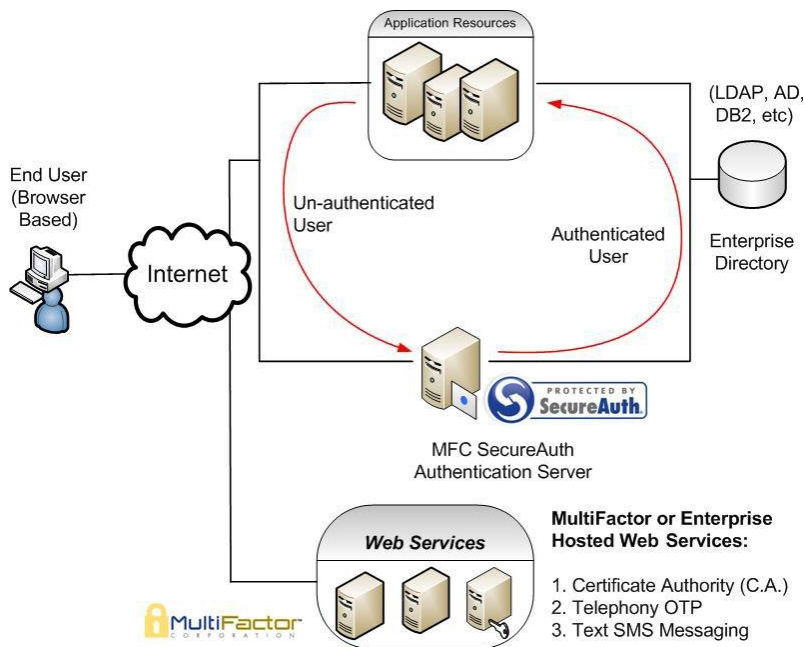 Application Resources
(LDAP, AD,
DB2, etc)
End User
(Browser
Based)
Un-authenticated
User
Authenticated
User
Enterprise
Directory
Internet
PROTECTED BY
SecureAuth®
MFC SecureAuth
Authentication Server
Web Services
MultiFactor or Enterprise
Hosted Web Services:
1. Certificate Authority (C.A.)
2. Telephony OTP
3. Text SMS Messaging
MultiFactor™
CORPORATION